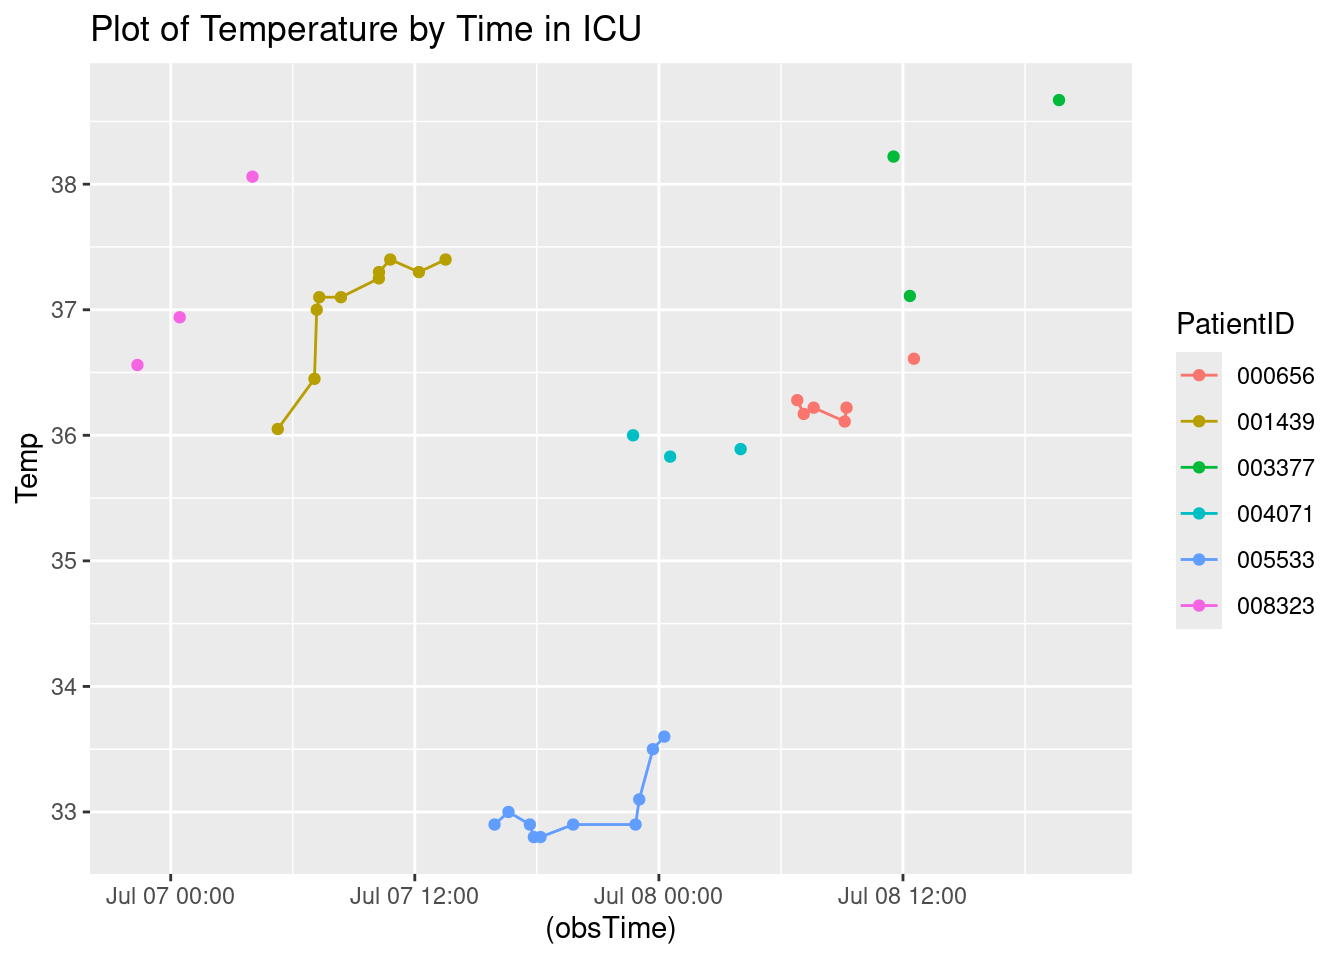 Plot of Temperature by Time in ICU
38
37
36
35
34
33
Temp
Jul 07 00:00
Jul 07 12:00
Jul 08 00:00
Jul 08 12:00
(obsTime)
PatientID
000656
001439
003377
004071
005533
008323